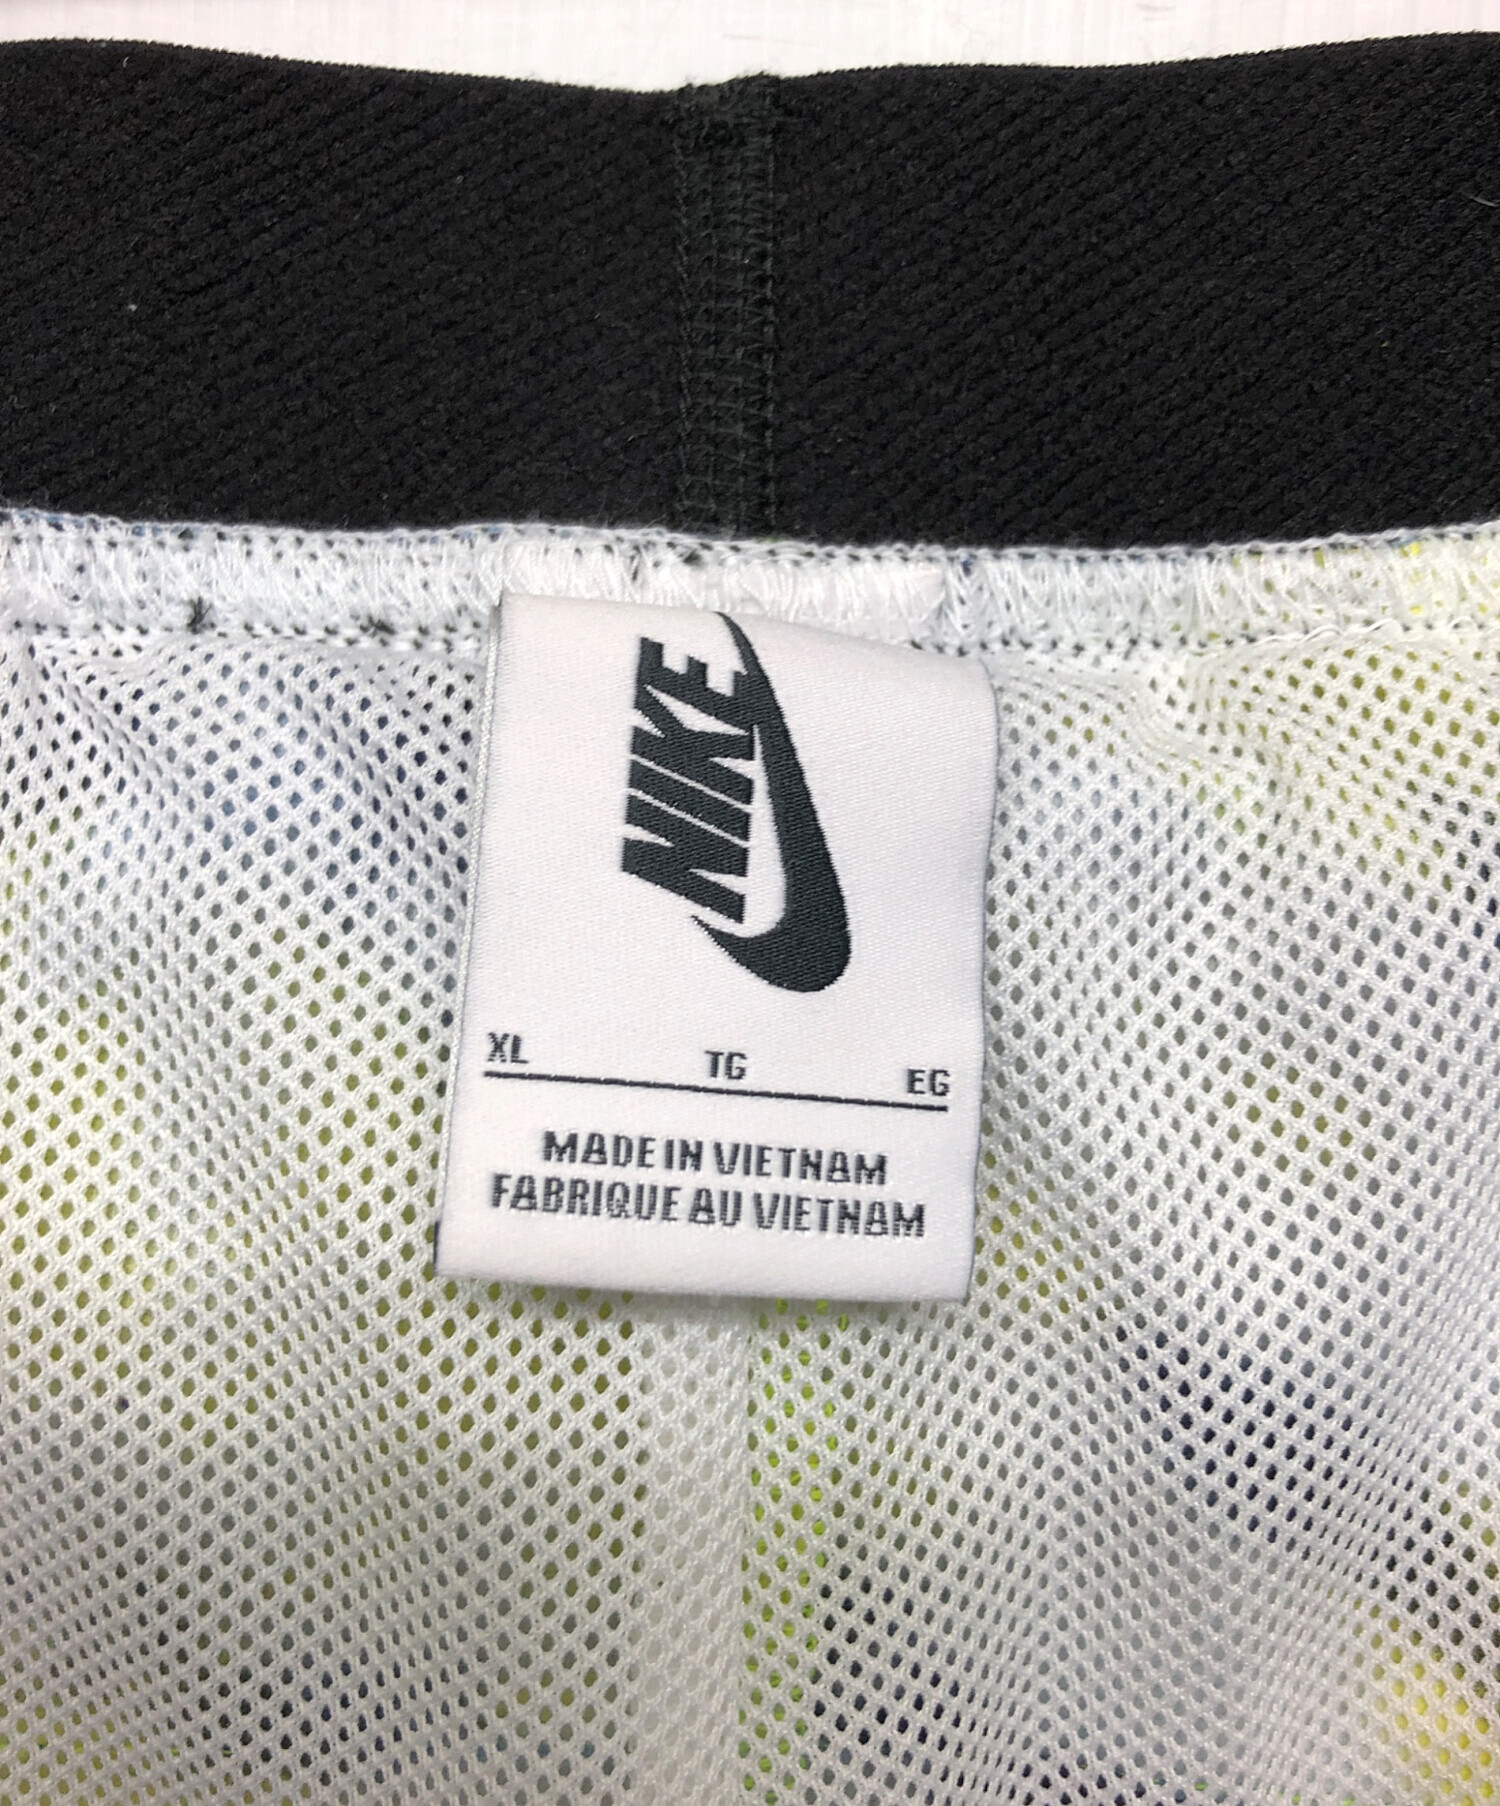 NIKE
XL TG EG
MADE IN VIETNAM
FABRIQUE AU VIETNAM